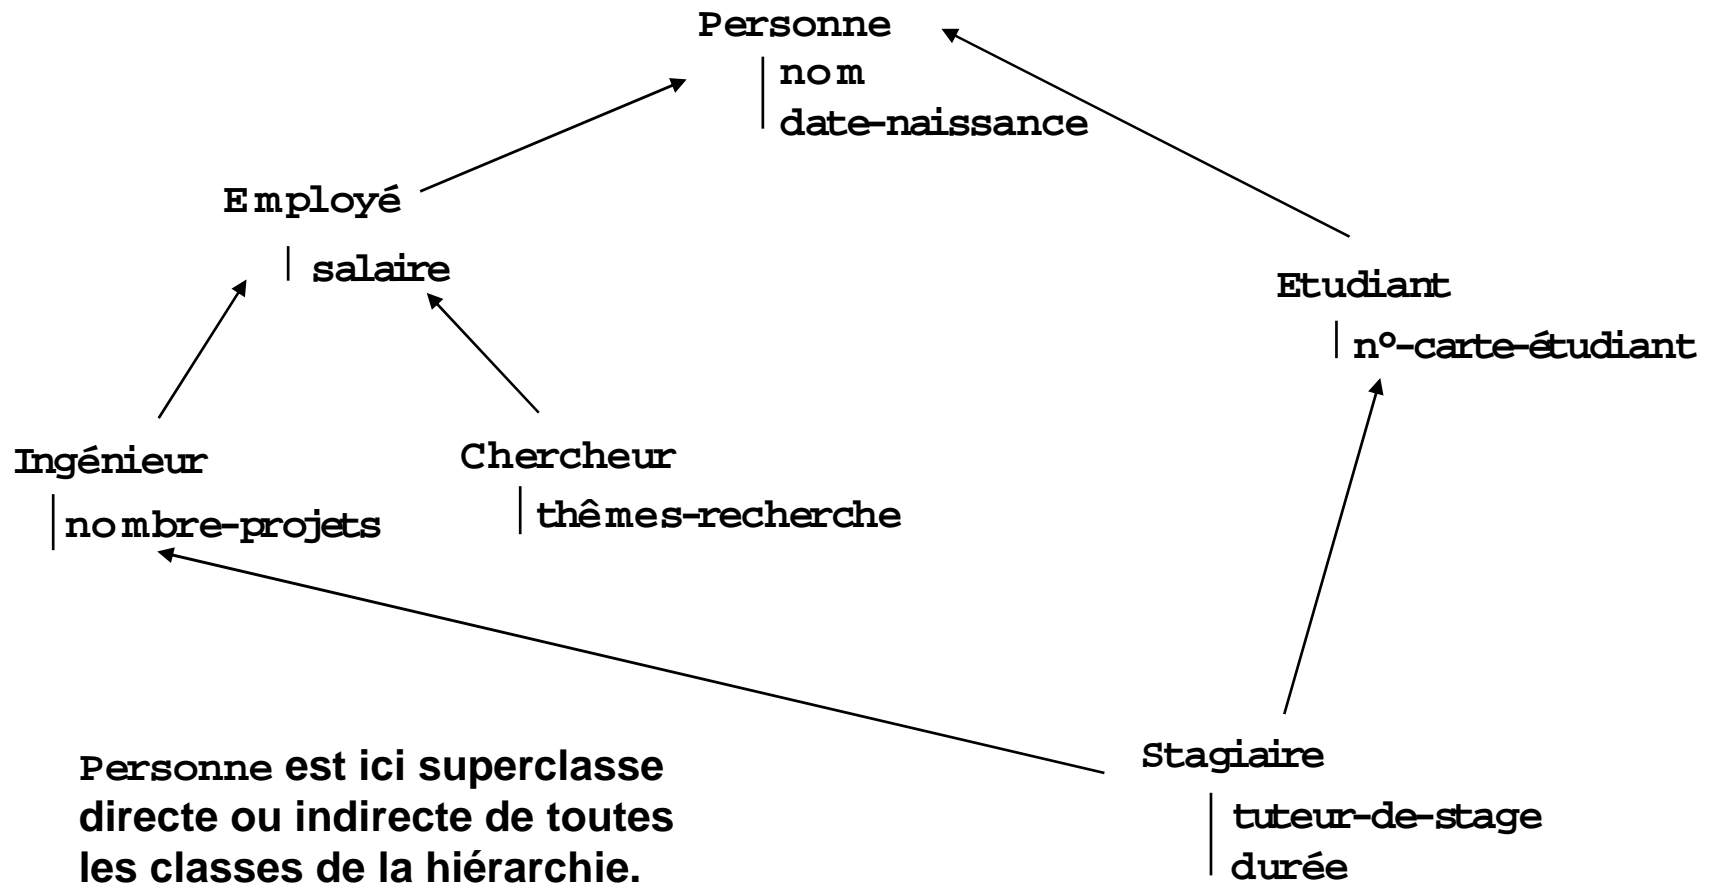 Personne
nom
date-naissance
Employé
salaire
Etudiant
n°-carte-étudiant
Ingénieur
nombre-projets
Chercheur
thêmes-recherche
Stagiaire
tuteur-de-stage
durée
Personne est ici superclasse
directe ou indirecte de toutes
les classes de la hiérarchie.